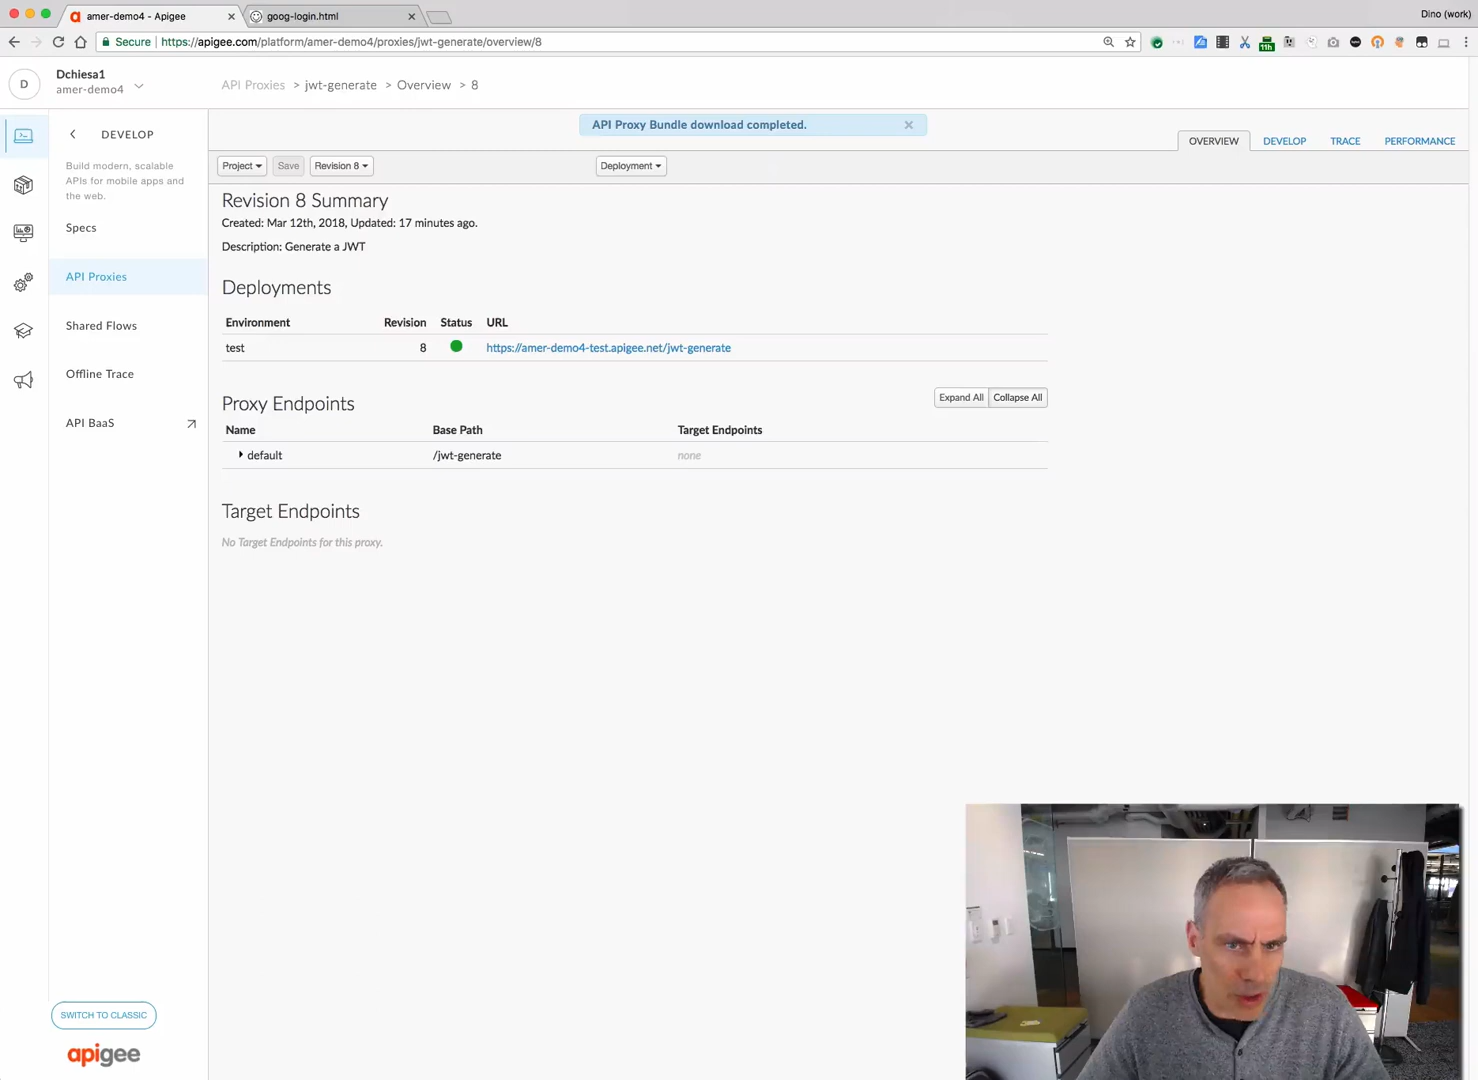 amer-demo4 - Apigee
goog-login.html
Dino (work)
Secure
https://apigee.com/platform/amer-demo4/proxies/jwt-generate/overview/8
11h
D
Dchiesa1
amer-demo4
API Proxies > jwt-generate > Overview > 8
DEVELOP
Build modern, scalable
APIs for mobile apps and
the web.
Specs
API Proxies
Shared Flows
Offline Trace
API BaaS
SWITCH TO CLASSIC
apigee
API Proxy Bundle download completed.
OVERVIEW DEVELOP TRACE PERFORMANCE
Project Save Revision 8 Deployment
Revision 8 Summary
Created: Mar 12th, 2018, Updated: 17 minutes ago.
Description: Generate a JWT
Deployments
Environment Revision Status URL
test 8 https://amer-demo4-test.apigee.net/jwt-generate
Proxy Endpoints
Expand All Collapse All
Name Base Path Target Endpoints
default /jwt-generate none
Target Endpoints
No Target Endpoints for this proxy.